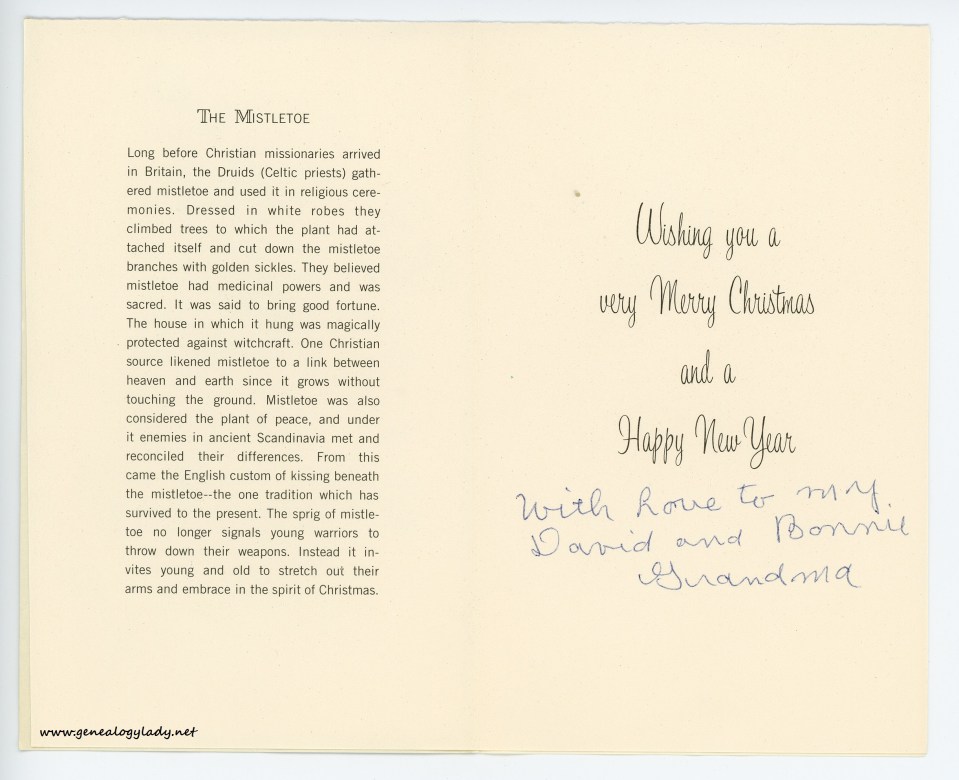 THE MISTLETOE
Long before Christian missionaries arrived
in Britain, the Druids (Celtic priests) gath-
ered mistletoe and used it in religious cere-
monies. Dressed in white robes they
climbed trees to which the plant had at-
tached itself and cut down the mistletoe
branches with golden sickles. They believed
mistletoe had medicinal powers and was
sacred. It was said to bring good fortune.
The house in which it hung was magically
protected against witchcraft. One Christian
source likened mistletoe to a link between
heaven and earth since it grows without
touching the ground. Mistletoe was also
considered the plant of peace, and under
it enemies in ancient Scandinavia met and
reconciled their differences. From this
came the English custom of kissing beneath
the mistletoe--the one tradition which has
survived to the present. The sprig of mistle-
toe no longer signals young warriors to
throw down their weapons. Instead it in-
vites young and old to stretch out their
arms and embrace in the spirit of Christmas.
Wishing you a
very Merry Christmas
and a
Happy New Year
With Love to my
David and Bonnie
Grandma
www.genealogylady.net